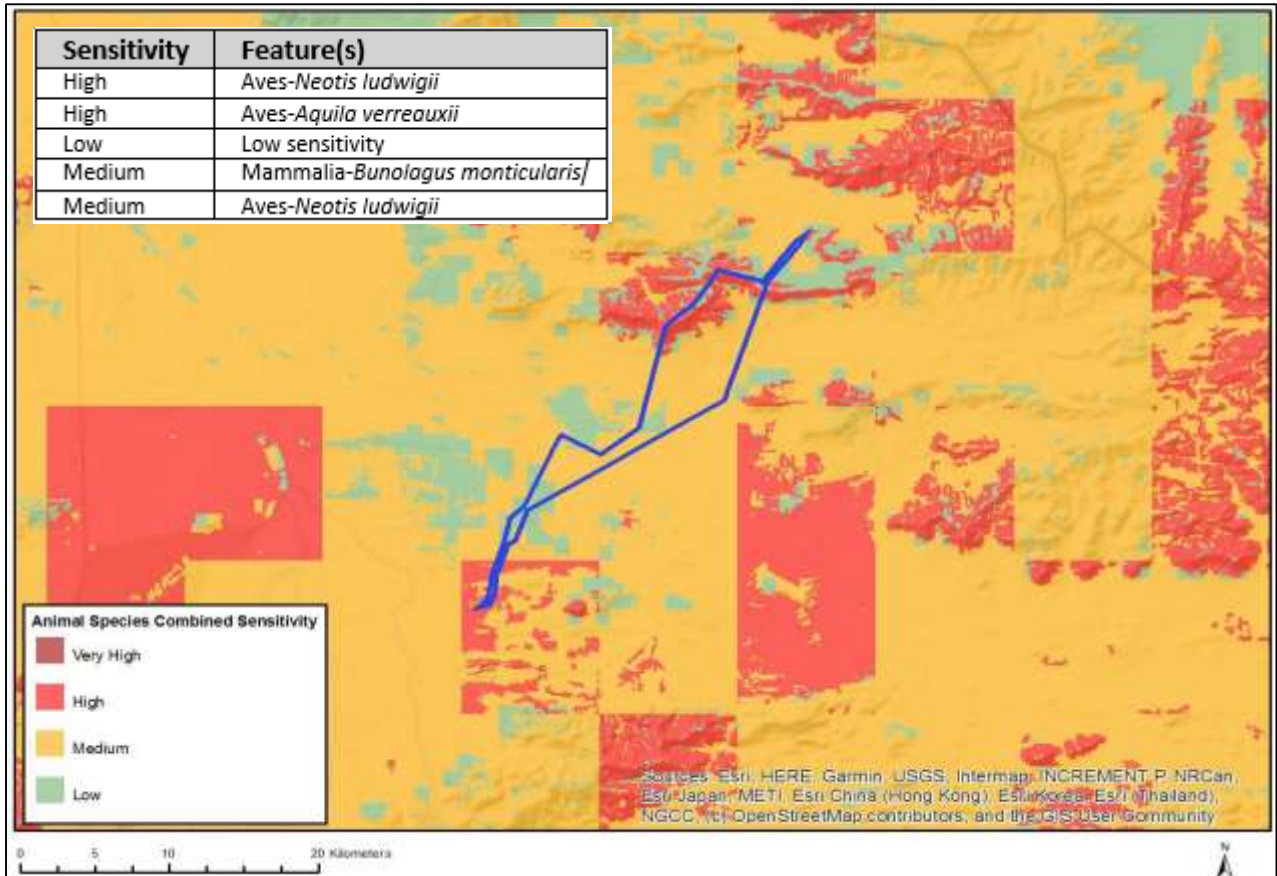 Sensitivity Feature(s)
High Aves-Neotis ludwigii
High Aves-Aquila verreauxii
Low Low sensitivity
Medium Mammalia-Bunolagus monticularis/
Medium Aves-Neotis ludwigii
Animal Species Combined Sensitivity
Very High
High
Medium
Low
Sources: Esri, HERE, Garmin, USGS, Intermap, INCREMENT P, NRCan,
Esri Japan, METI, Esri China (Hong Kong), Esri Korea, Esri (Thailand),
NGCC, (c) OpenStreetMap contributors, and the GIS User Community
0 5 10 20 Kilometers
N